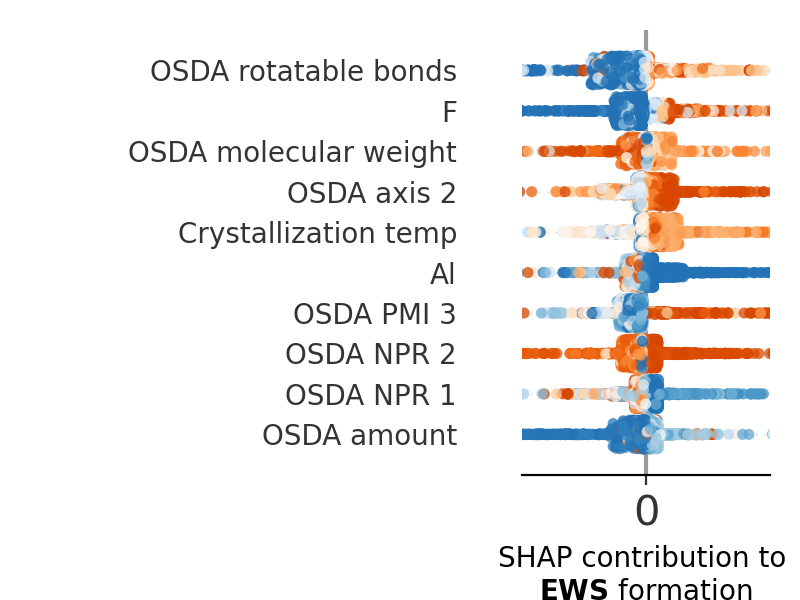 OSDA rotatable bonds
F
OSDA molecular weight
OSDA axis 2
Crystallization temp
Al
OSDA PMI 3
OSDA NPR 2
OSDA NPR 1
OSDA amount
0
SHAP contribution to
EWS formation